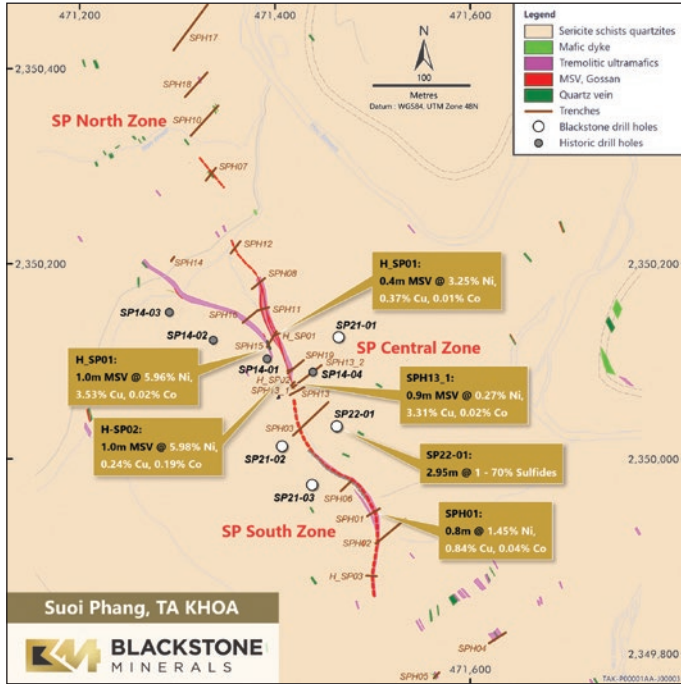 471,200
471,400
471,600
SPH17
Legend
Sericite schists quartzites
Mafic dyke
Tremolitic ultramafics
MSV, Gossan
Quartz vein
Trenches
Blackstone drill holes
Historic drill holes
N
100
Metres
Datum : WGS84, UTM Zone 48N
2,350,400
SPH18
SP North Zone
SPH10
SPH07
SPH12
2,350,200
2,350,200
SPH14
SPH08
H_SP01:
0.4m MSV @ 3.25% Ni,
0.37% Cu, 0.01% Co
SP14-03
SPH16
SPH11
SP21-01
SP14-02
H_SP01
SPH15
SP Central Zone
H_SP01:
1.0m MSV @ 5.96% Ni,
3.53% Cu, 0.02% Co
SP14-01
SPH19
SPH13_2
SP14-04
H_SP02
SPH13_1
SPH13
SPH13_1:
0.9m MSV @ 0.27% Ni,
3.31% Cu, 0.02% Co
H-SP02:
1.0m MSV @ 5.98% Ni,
0.24% Cu, 0.19% Co
SPH03
SP22-01
SP21-02
SP22-01:
2.95m @ 1 - 70% Sulfides
2,350,000
SP21-03
SPH06
SPH01
SPH01:
0.8m @ 1.45% Ni,
0.84% Cu, 0.04% Co
SP South Zone
SPH02
H_SP03
Suoi Phang, TA KHOA
BLACKSTONE
MINERALS
SPH04
2,349,800
SPH05
471,600
TAK-P00001AA-J00003